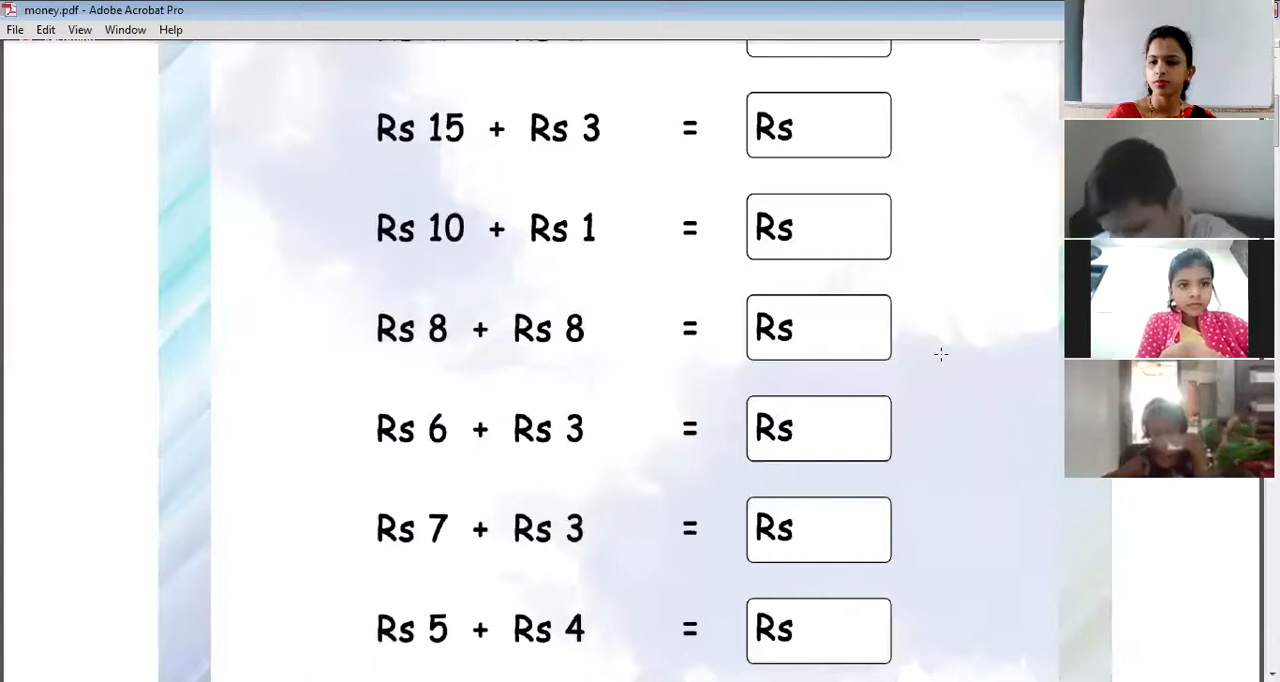 money.pdf - Adobe Acrobat Pro
File Edit View Window Help
Rs 15 + Rs 3 = Rs
Rs 10 + Rs 1 = Rs
Rs 8 + Rs 8 = Rs
Rs 6 + Rs 3 = Rs
Rs 7 + Rs 3 = Rs
Rs 5 + Rs 4 = Rs